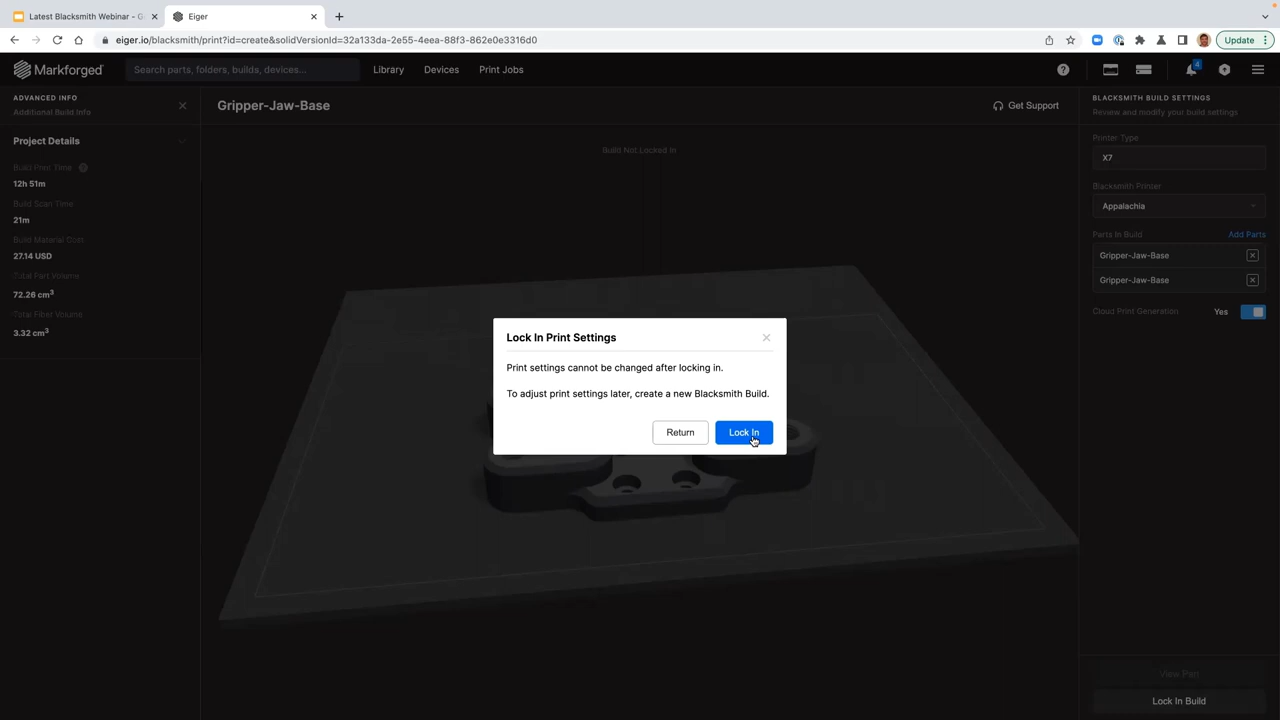 Latest Blacksmith Webinar - G
Eiger
Update
eiger.io/blacksmith/print?id=create&solidVersionId=32a133da-2e55-4eea-88f3-862e0e3316d0
Markforged
Search parts, folders, builds, devices...
Library
Devices
Print Jobs
4
ADVANCED INFO
Additional Build Info
Project Details
Build Print Time
12h 51m
Build Scan Time
21m
Build Material Cost
27.14 USD
Total Part Volume
72.26 cm3
Total Fiber Volume
3.32 cm3
Gripper-Jaw-Base
Get Support
Build Not Locked In
Lock In Print Settings
Print settings cannot be changed after locking in.
To adjust print settings later, create a new Blacksmith Build.
Return
Lock In
BLACKSMITH BUILD SETTINGS
Review and modify your build settings
Printer Type
X7
Blacksmith Printer
Appalachia
Parts In Build
Add Parts
Gripper-Jaw-Base
Gripper-Jaw-Base
Cloud Print Generation
Yes
View Part
Lock In Build